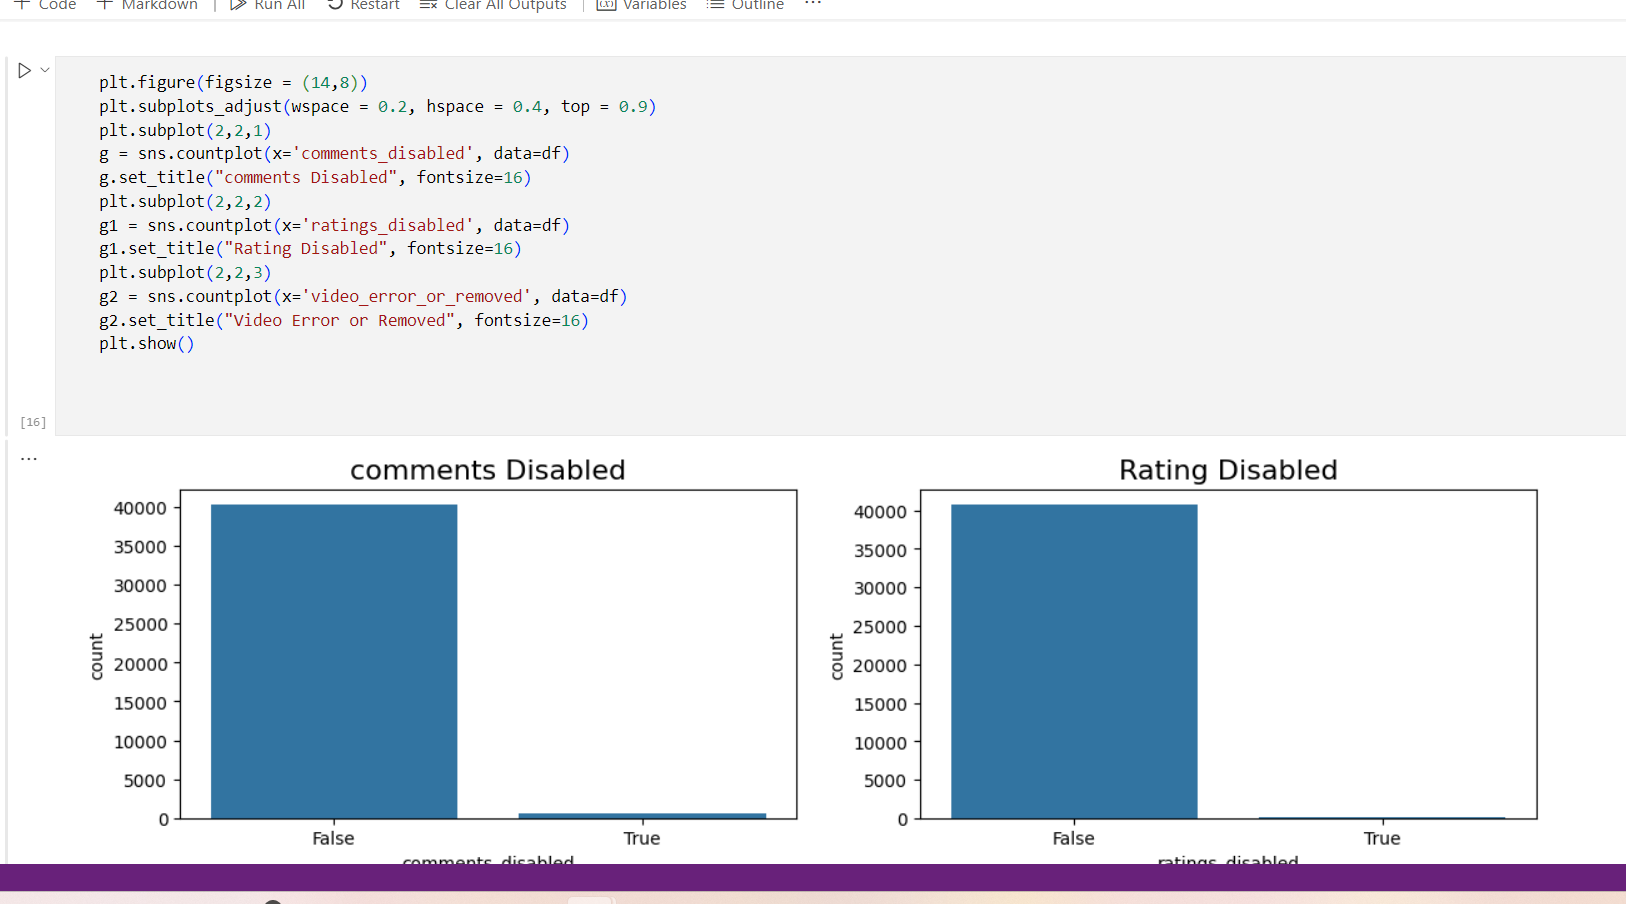 Code Markdown Run All Restart Clear All Outputs Variables Outline ...
plt.figure(figsize = (14,8))
plt.subplots_adjust(wspace = 0.2, hspace = 0.4, top = 0.9)
plt.subplot(2,2,1)
g = sns.countplot(x='comments_disabled', data=df)
g.set_title("comments Disabled", fontsize=16)
plt.subplot(2,2,2)
g1 = sns.countplot(x='ratings_disabled', data=df)
g1.set_title("Rating Disabled", fontsize=16)
plt.subplot(2,2,3)
g2 = sns.countplot(x='video_error_or_removed', data=df)
g2.set_title("Video Error or Removed", fontsize=16)
plt.show()
[16]
...
comments Disabled
40000
35000
30000
25000
20000
15000
10000
5000
0
count
False True
comments_disabled
Rating Disabled
40000
35000
30000
25000
20000
15000
10000
5000
0
count
False True
ratings_disabled